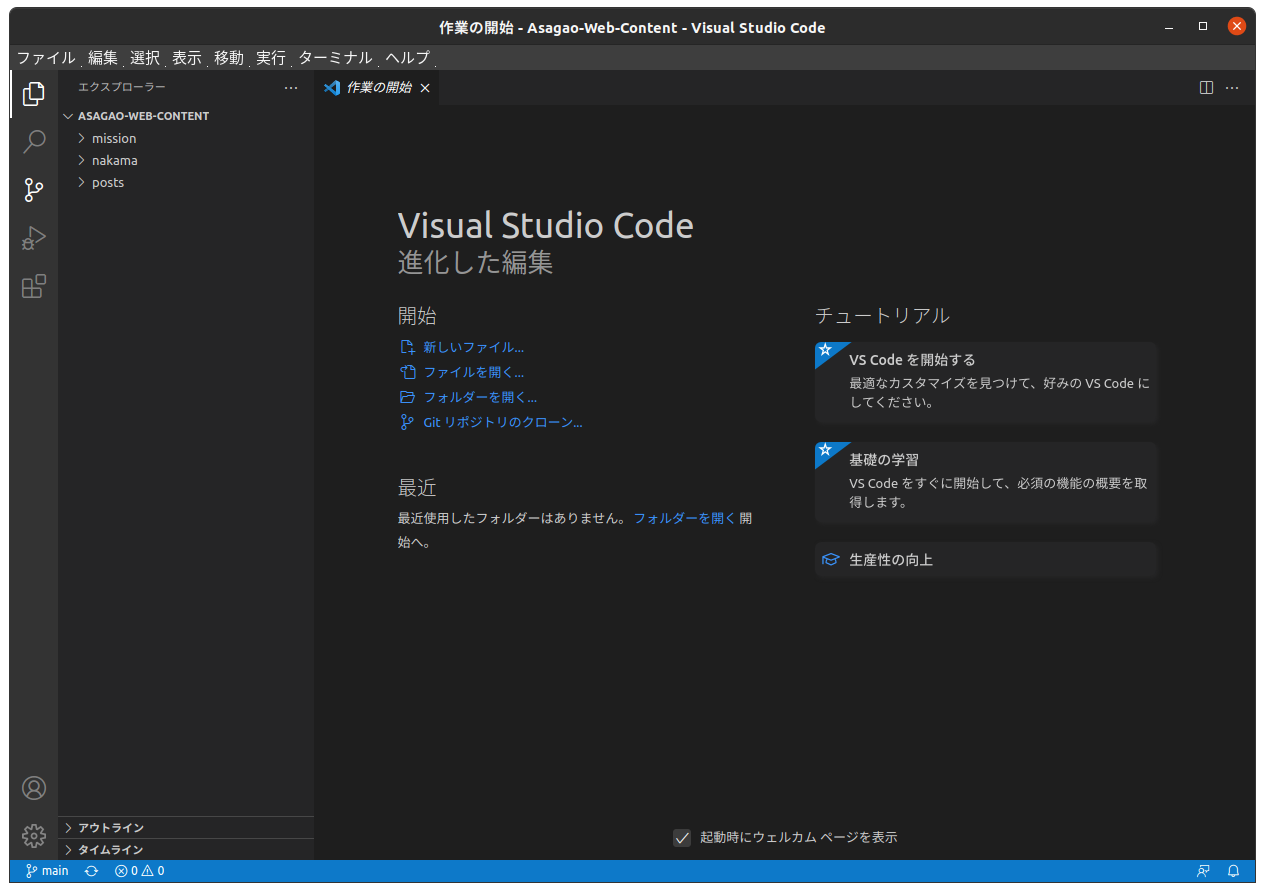 作業の開始 - Asagao-Web-Content - Visual Studio Code
ファイル 編集 選択 表示 移動 実行 ターミナル ヘルプ
エクスプローラー
ASAGAO-WEB-CONTENT
mission
nakama
posts
アウトライン
タイムライン
作業の開始
Visual Studio Code
進化した編集
開始
新しいファイル...
ファイルを開く...
フォルダーを開く...
Git リポジトリのクローン...
最近
最近使用したフォルダーはありません。 フォルダーを開く 開
始へ。
チュートリアル
VS Code を開始する
最適なカスタマイズを見つけて、好みの VS Code に
してください。
基礎の学習
VS Code をすぐに開始して、必須の機能の概要を取
得します。
生産性の向上
起動時にウェルカム ページを表示
main 0 0